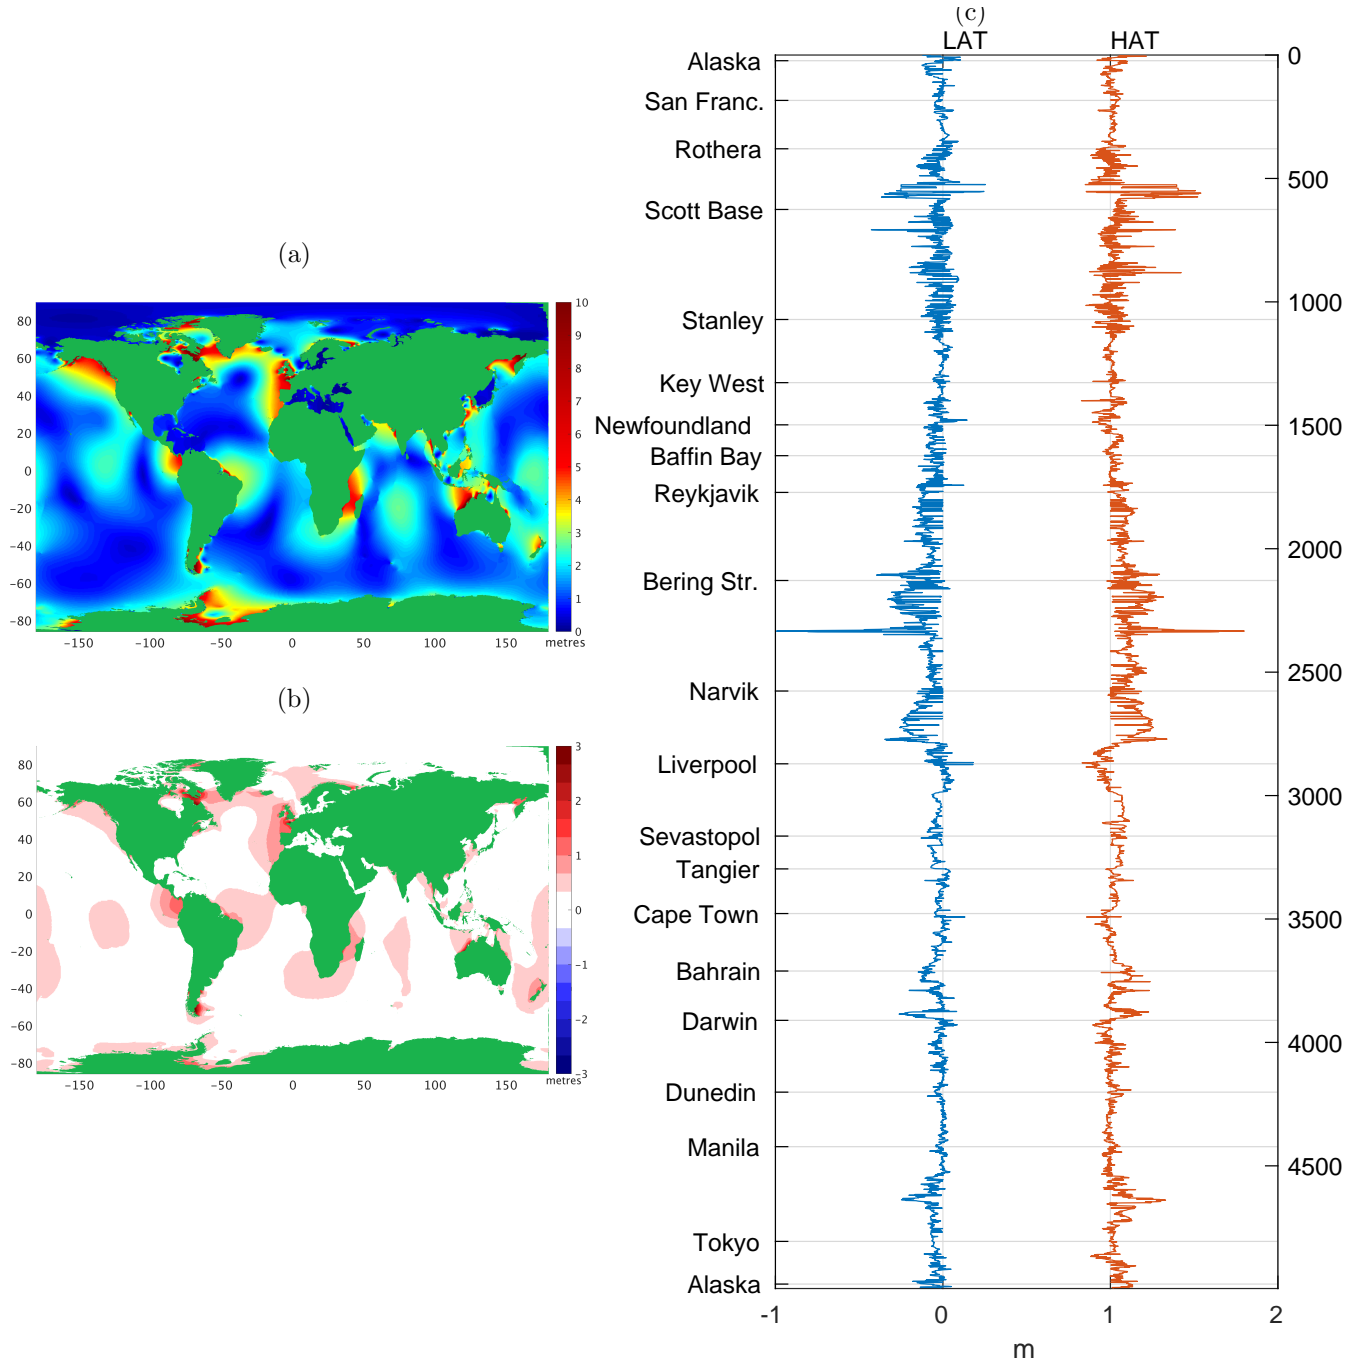 (a)
80
60
40
20
0
−20
−40
−60
−80
−150
−100
−50
0
50
100
150
10
9
8
7
6
5
4
3
2
1
0
metres
(b)
80
60
40
20
0
−20
−40
−60
−80
−150
−100
−50
0
50
100
150
3
2
1
0
−1
−2
−3
metres
(c)
LAT HAT
Alaska
San Franc.
Rothera
Scott Base
Stanley
Key West
Newfoundland
Baffin Bay
Reykjavik
Bering Str.
Narvik
Liverpool
Sevastopol
Tangier
Cape Town
Bahrain
Darwin
Dunedin
Manila
Tokyo
Alaska
0
500
1000
1500
2000
2500
3000
3500
4000
4500
-1 0 1 2
m